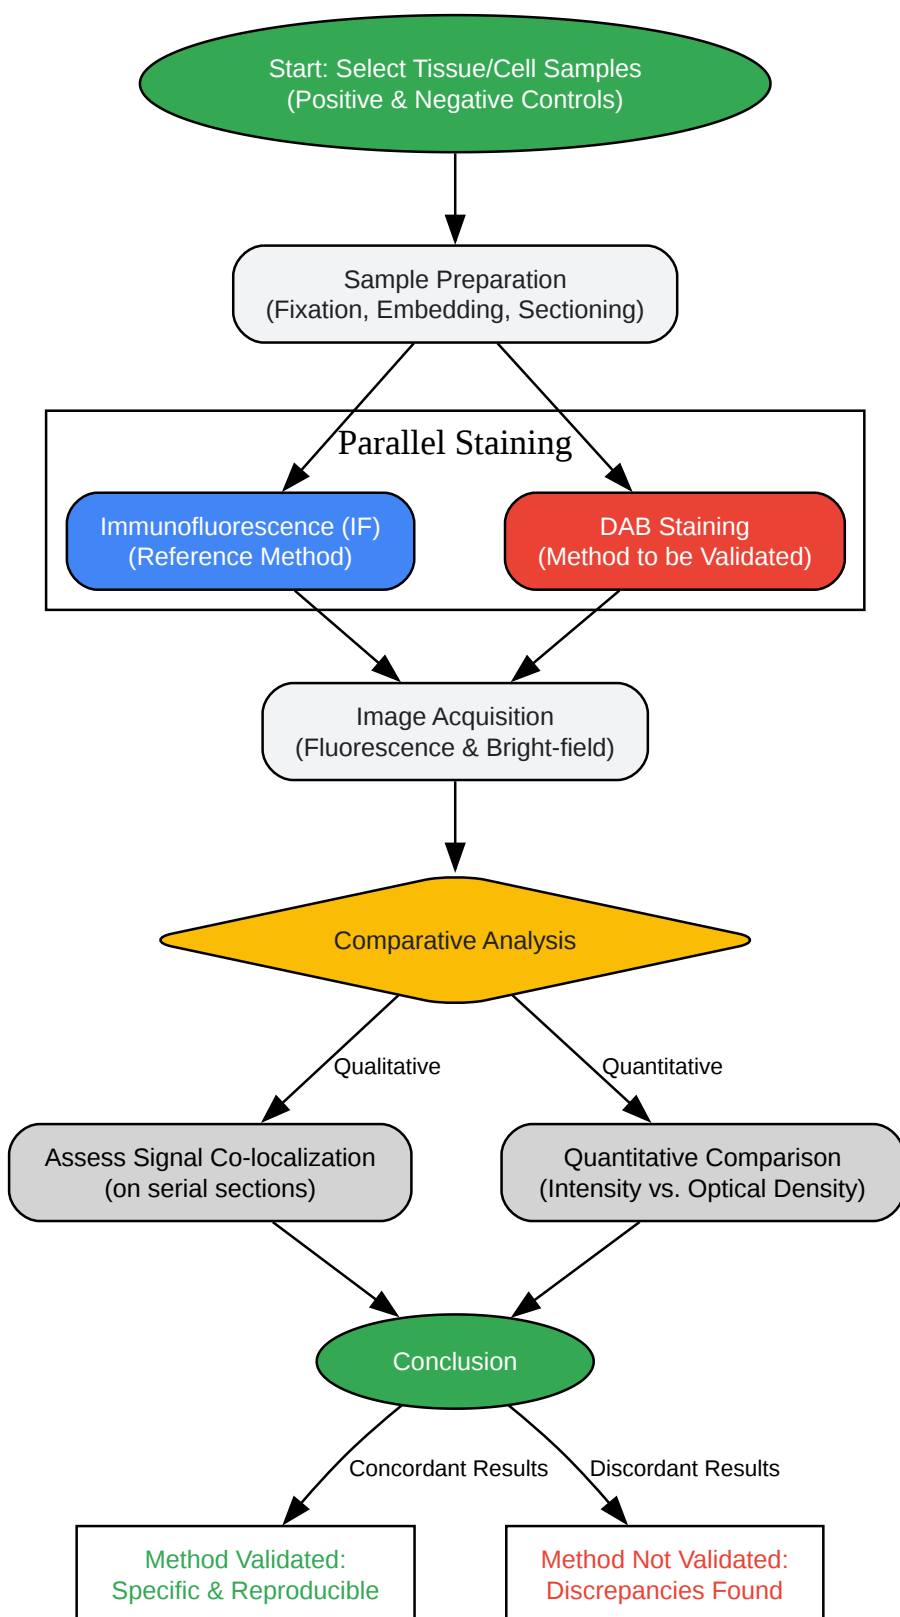 Start: Select Tissue/Cell Samples
(Positive & Negative Controls)
Sample Preparation
(Fixation, Embedding, Sectioning)
Parallel Staining
Immunofluorescence (IF)
(Reference Method)
DAB Staining
(Method to be Validated)
Image Acquisition
(Fluorescence & Bright-field)
Comparative Analysis
Qualitative
Quantitative
Assess Signal Co-localization
(on serial sections)
Quantitative Comparison
(Intensity vs. Optical Density)
Conclusion
Concordant Results
Discordant Results
Method Validated:
Specific & Reproducible
Method Not Validated:
Discrepancies Found